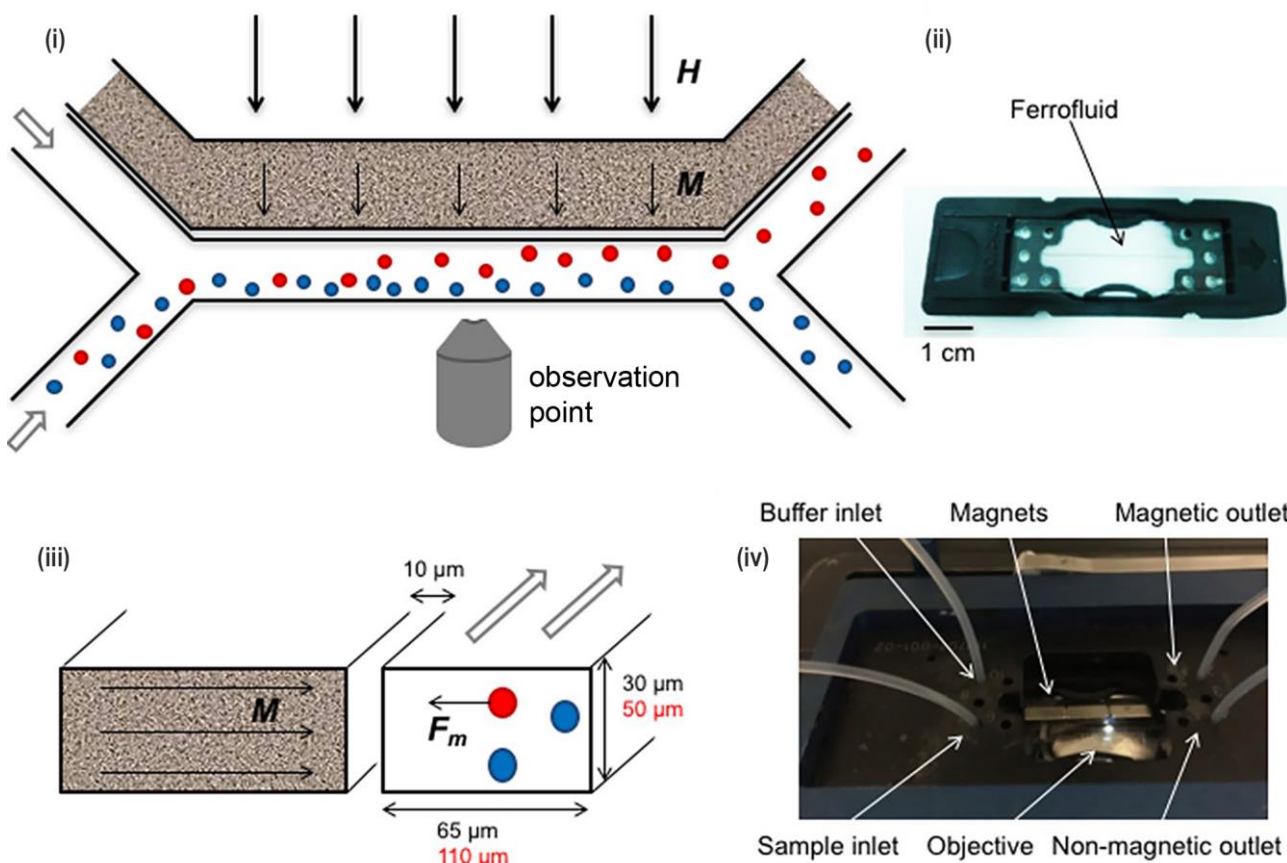 (i)
H
M
observation
point
(ii)
Ferrofluid
1 cm
(iii)
10 µm
M
F_m
30 µm
50 µm
65 µm
110 µm
(iv)
Buffer inlet
Magnets
Magnetic outlet
Sample inlet
Objective
Non-magnetic outlet